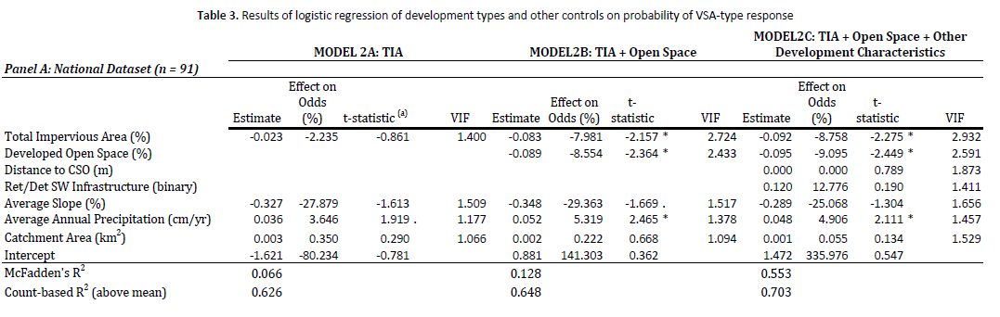 Table 3. Results of logistic regression of development types and other controls on probability of VSA-type response
MODEL 2A: TIA MODEL2B: TIA + Open Space MODEL2C: TIA + Open Space + Other Development Characteristics
Panel A: National Dataset (n = 91)
Estimate Effect on Odds (%) t-statistic (a) VIF Estimate Effect on Odds (%) t-statistic VIF Estimate Effect on Odds (%) t-statistic VIF
Total Impervious Area (%) -0.023 -2.235 -0.861 1.400 -0.083 -7.981 -2.157 * 2.724 -0.092 -8.758 -2.275 * 2.932
Developed Open Space (%) -0.089 -8.554 -2.364 * 2.433 -0.095 -9.095 -2.449 * 2.591
Distance to CSO (m) 0.000 0.000 0.789 1.873
Ret/Det SW Infrastructure (binary) 0.120 12.776 0.190 1.411
Average Slope (%) -0.327 -27.879 -1.613 1.509 -0.348 -29.363 -1.669 . 1.517 -0.289 -25.068 -1.304 1.656
Average Annual Precipitation (cm/yr) 0.036 3.646 1.919 . 1.177 0.052 5.319 2.465 * 1.378 0.048 4.906 2.111 * 1.457
Catchment Area (km²) 0.003 0.350 0.290 1.066 0.002 0.222 0.668 1.094 0.001 0.055 0.134 1.529
Intercept -1.621 -80.234 -0.781 0.881 141.303 0.362 1.472 335.976 0.547
McFadden's R² 0.066 0.128 0.553
Count-based R² (above mean) 0.626 0.648 0.703